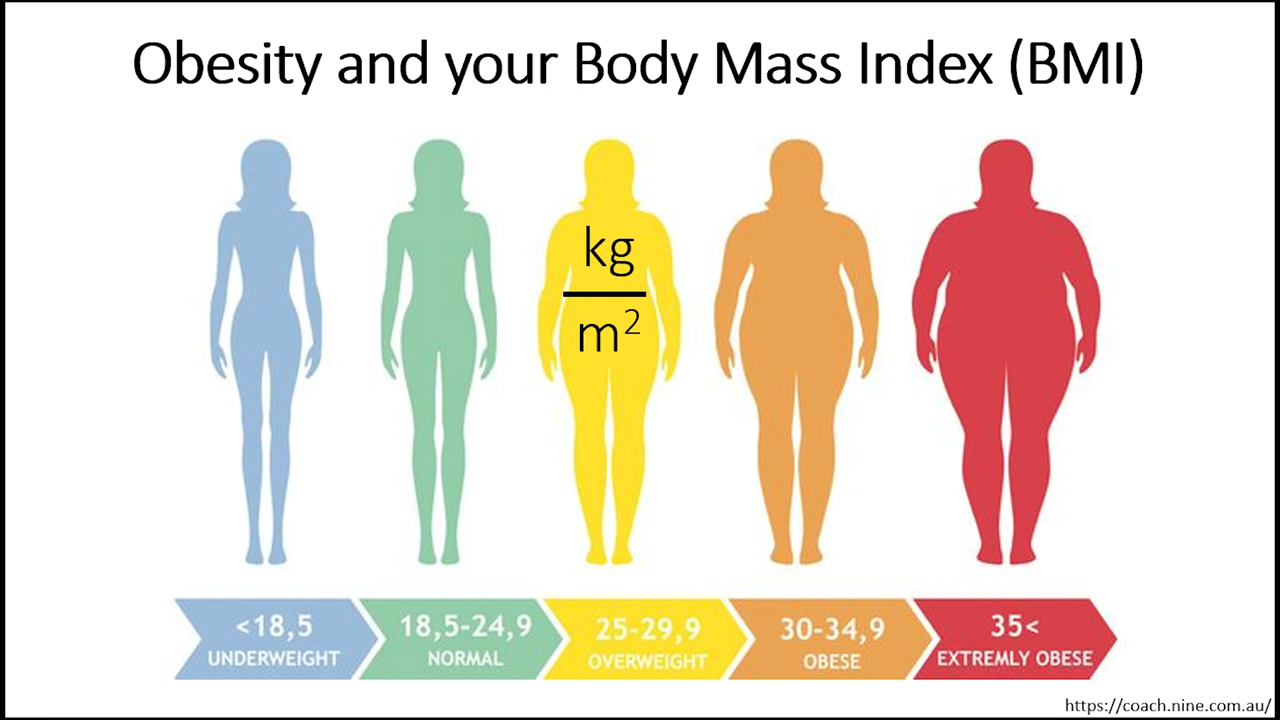 Obesity and your Body Mass Index (BMI)
kg
m²
<18,5
UNDERWEIGHT
18,5-24,9
NORMAL
25-29,9
OVERWEIGHT
30-34,9
OBESE
35<
EXTREMLY OBESE
https://coach.nine.com.au/